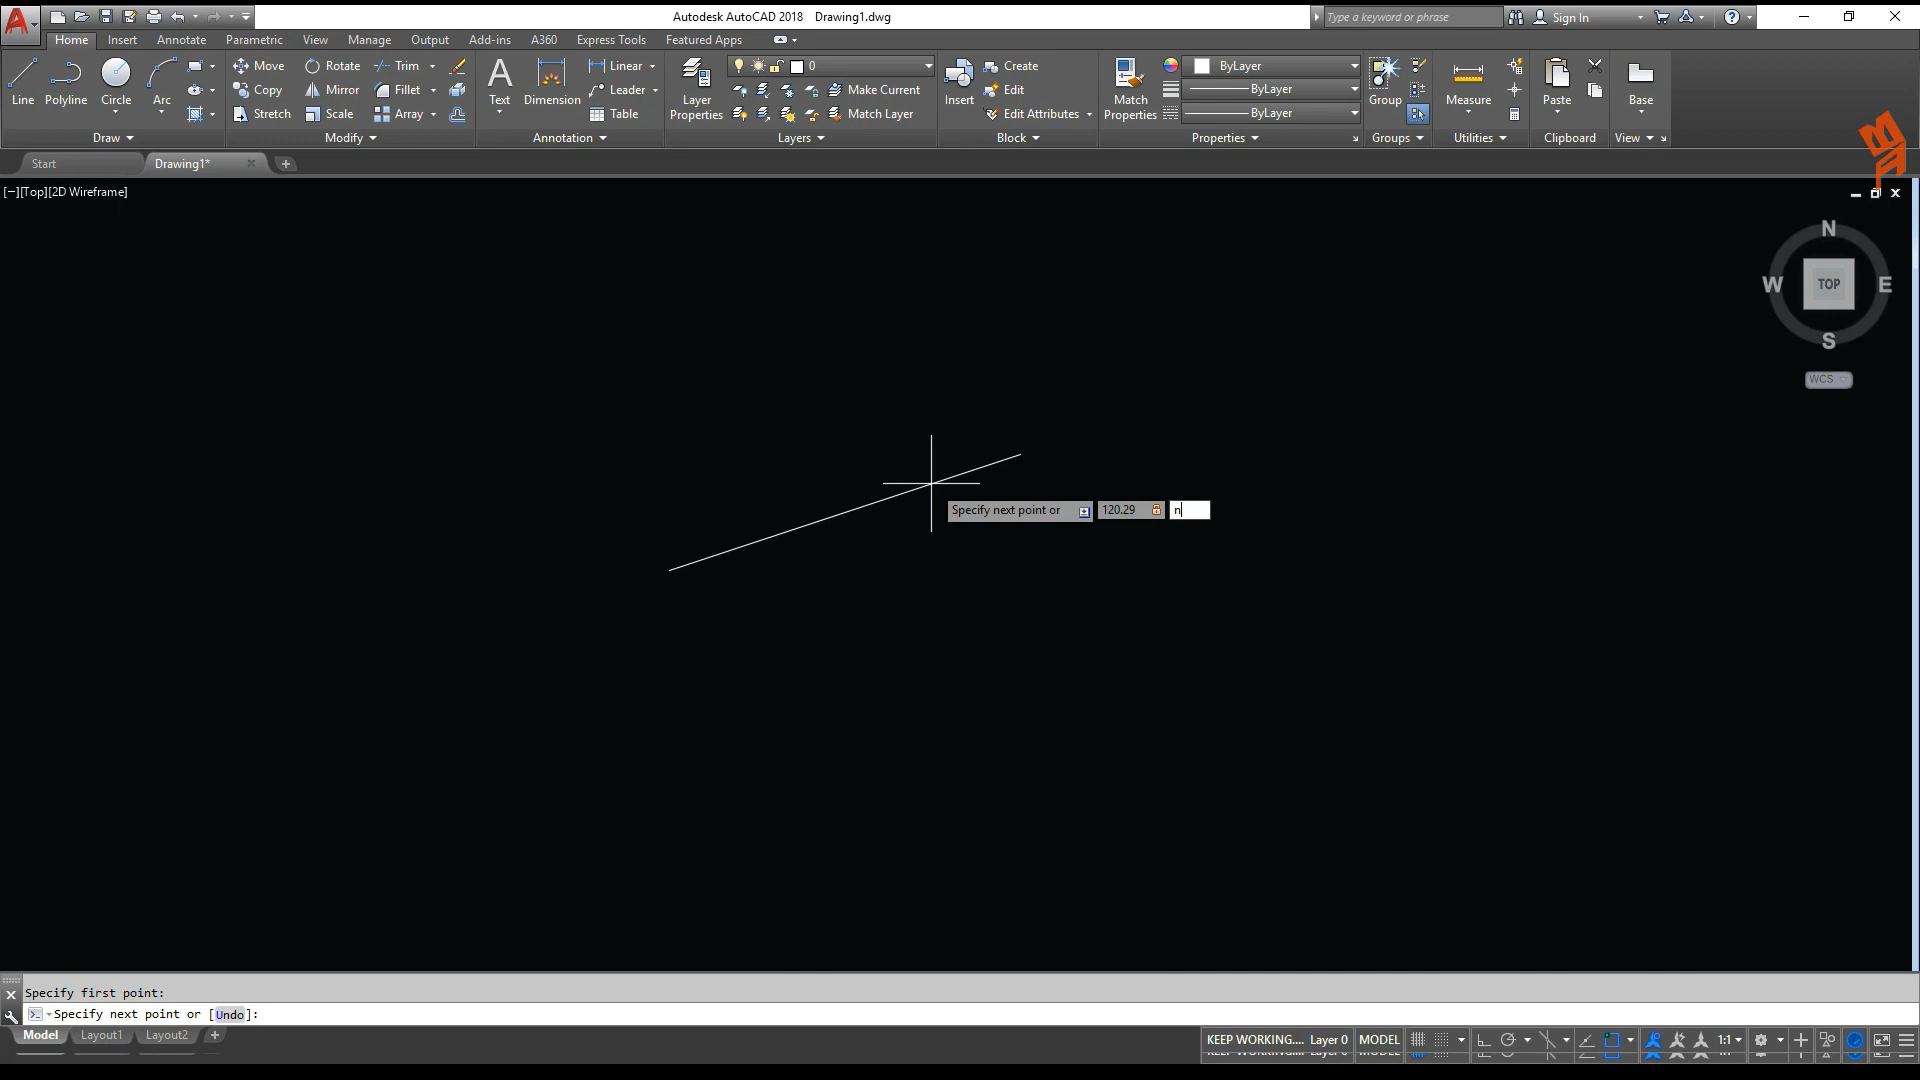 Autodesk AutoCAD 2018 Drawing1.dwg
Type a keyword or phrase
Sign In
Home Insert Annotate Parametric View Manage Output Add-ins A360 Express Tools Featured Apps
Line Polyline Circle Arc
Move Rotate Trim
Copy Mirror Fillet
Stretch Scale Array
Text Dimension
Linear
Leader
Table
Layer Properties
0
Make Current
Match Layer
Insert
Create
Edit
Edit Attributes
Match Properties
ByLayer
ByLayer
ByLayer
Group
Measure
Paste
Base
Draw Modify Annotation Layers Block Properties Groups Utilities Clipboard View
Start Drawing1*
[−][Top][2D Wireframe]
N
W TOP E
S
WCS
Specify next point or 120.29 n
Specify first point:
Specify next point or [Undo]:
Model Layout1 Layout2
KEEP WORKING.... Layer 0 MODEL 1:1